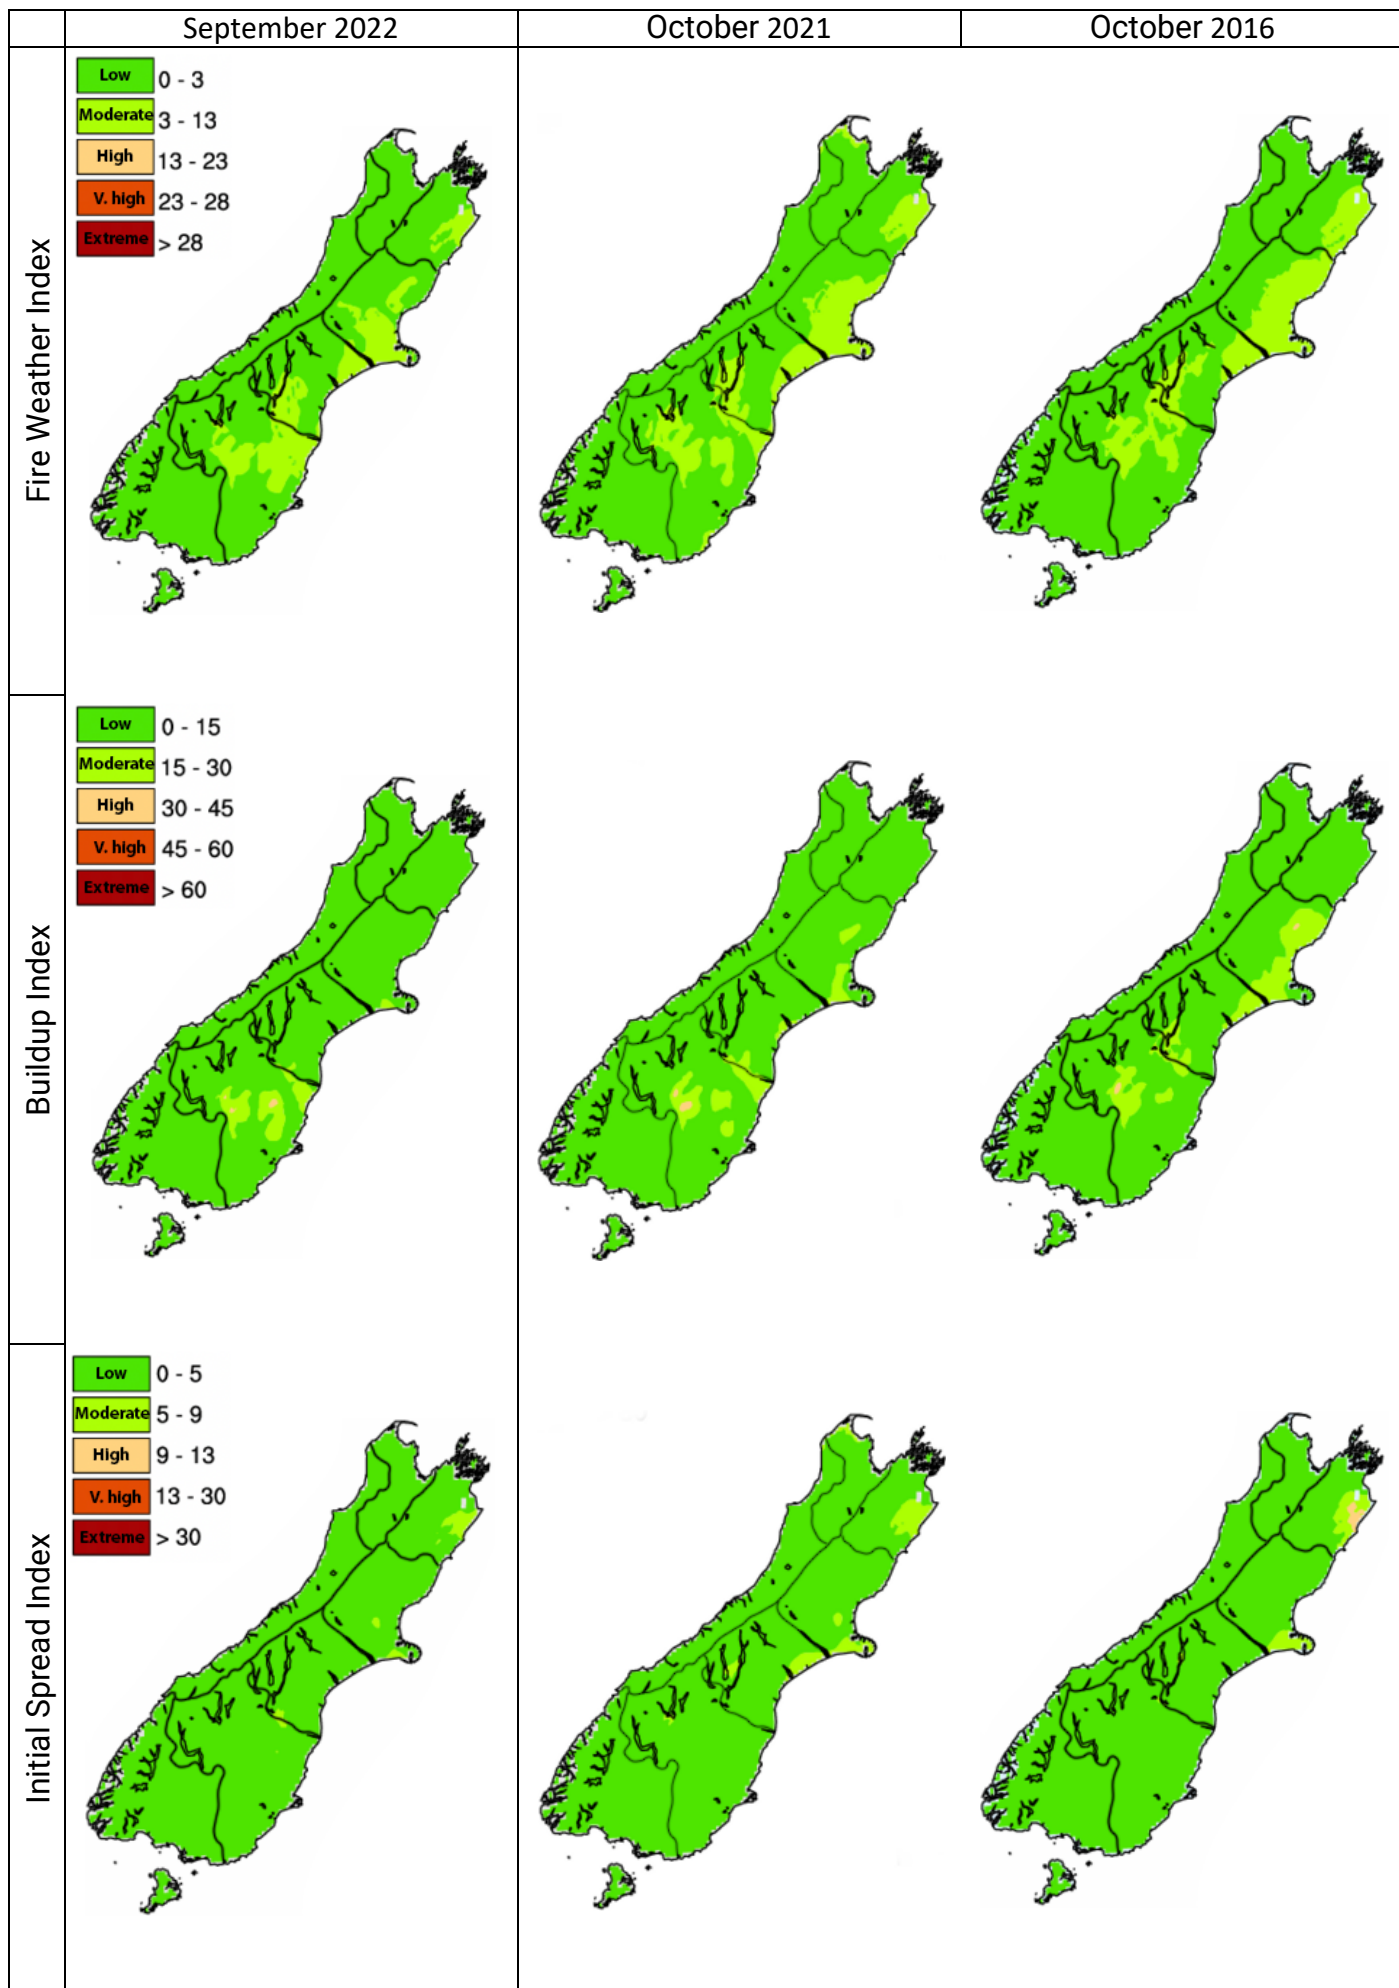 September 2022
October 2021
October 2016
Fire Weather Index
Low 0 - 3
Moderate 3 - 13
High 13 - 23
V. high 23 - 28
Extreme > 28
Buildup Index
Low 0 - 15
Moderate 15 - 30
High 30 - 45
V. high 45 - 60
Extreme > 60
Initial Spread Index
Low 0 - 5
Moderate 5 - 9
High 9 - 13
V. high 13 - 30
Extreme > 30